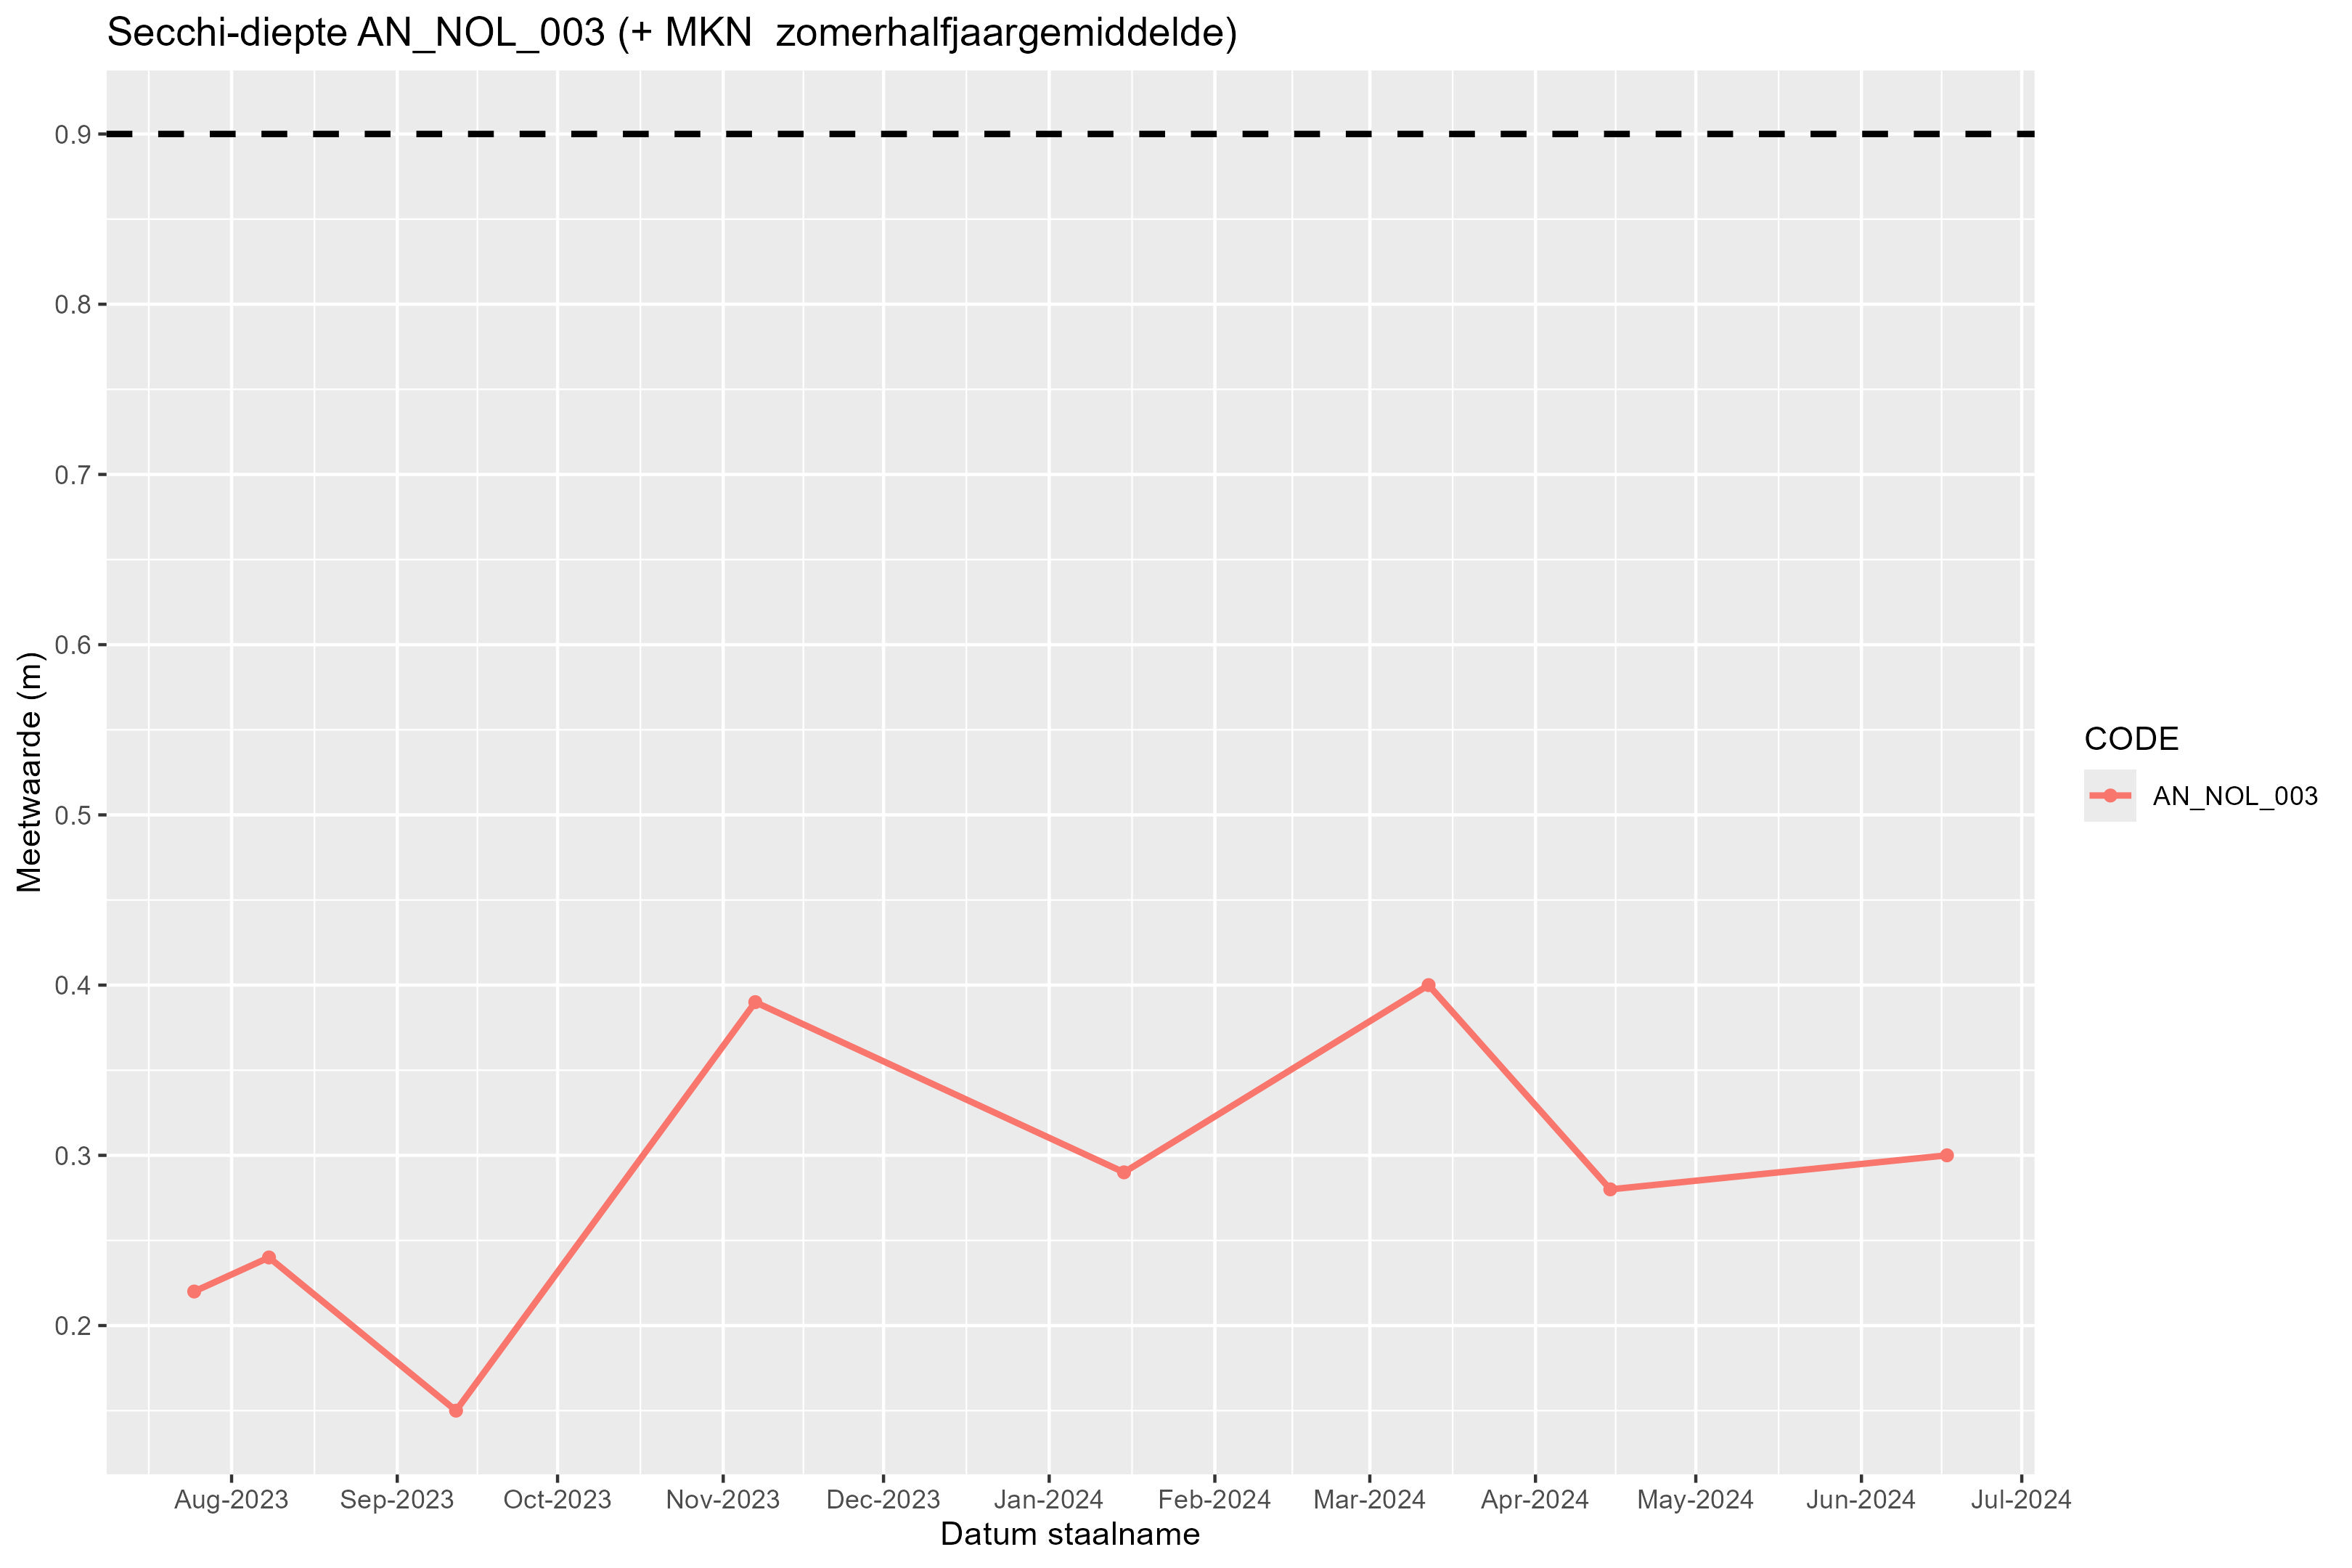 Secchi-diepte AN_NOL_003 (+ MKN  zomerhalfjaargemiddelde)
Meetwaarde (m)
0.9
0.8
0.7
0.6
0.5
0.4
0.3
0.2
Aug-2023 Sep-2023 Oct-2023 Nov-2023 Dec-2023 Jan-2024 Feb-2024 Mar-2024 Apr-2024 May-2024 Jun-2024 Jul-2024
Datum staalname
CODE
AN_NOL_003